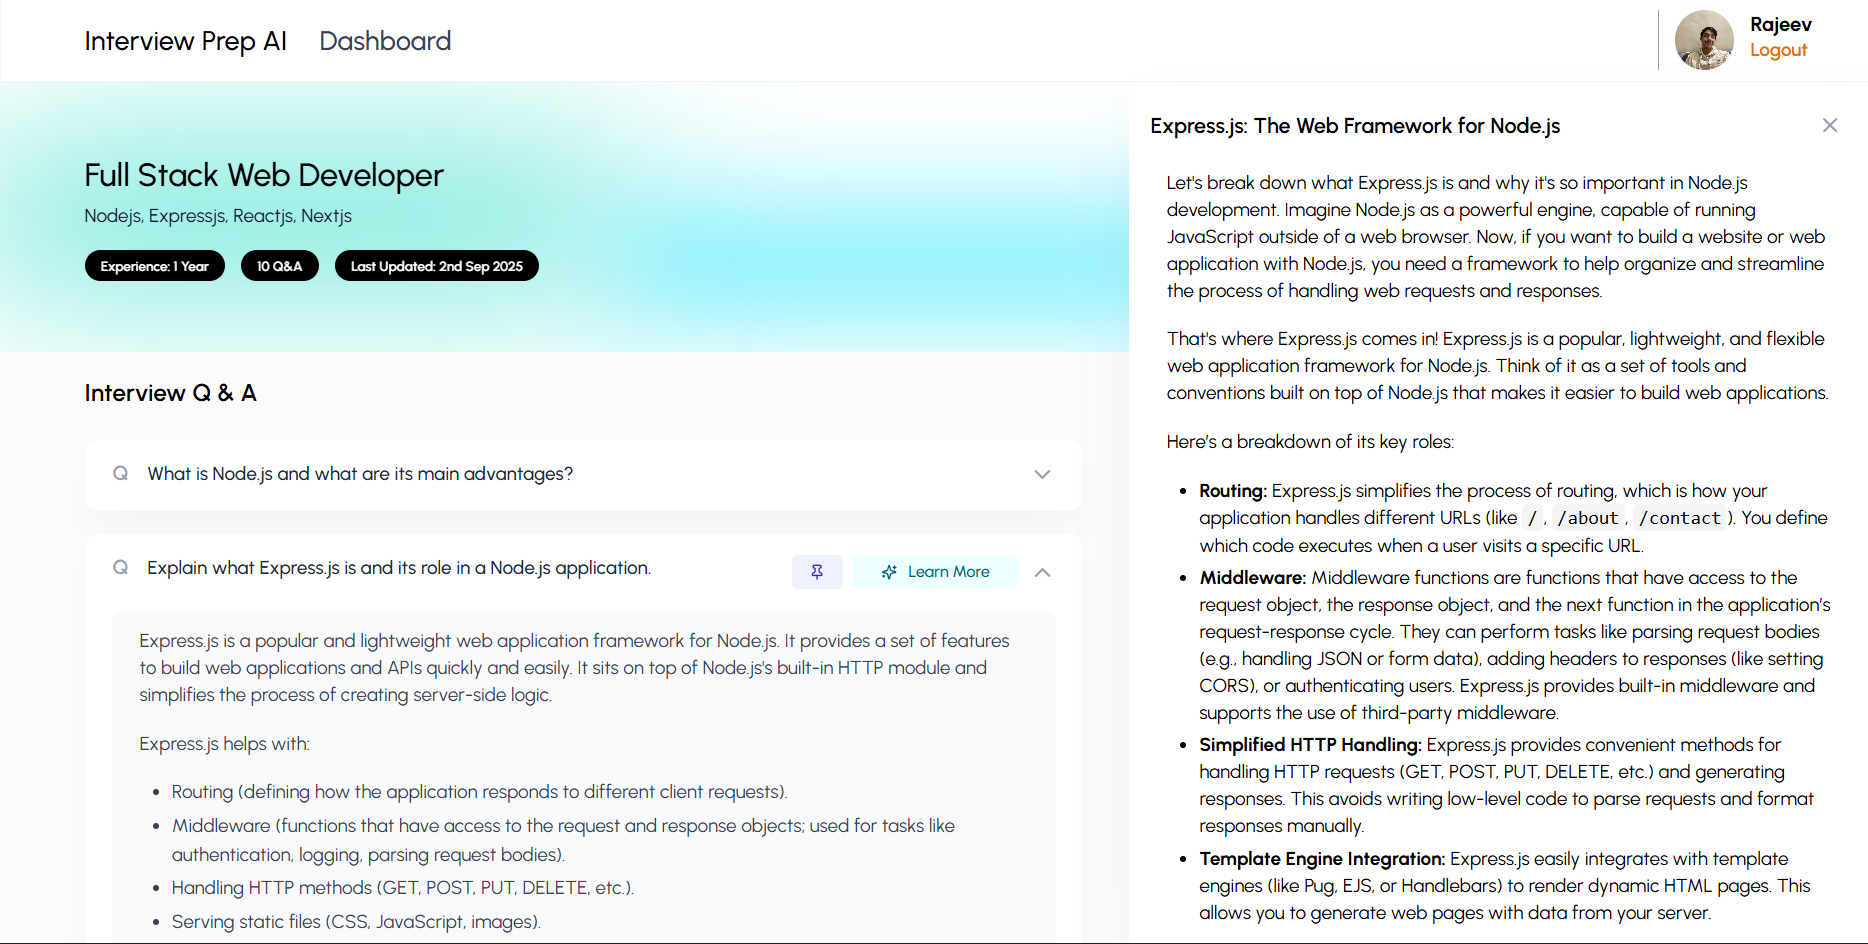 Interview Prep AI Dashboard
Rajeev
Logout
Full Stack Web Developer
Nodejs, Expressjs, Reactjs, Nextjs
Experience: 1 Year 10 Q&A Last Updated: 2nd Sep 2025
Interview Q & A
Q What is Node.js and what are its main advantages?
Q Explain what Express.js is and its role in a Node.js application. Learn More
Express.js is a popular and lightweight web application framework for Node.js. It provides a set of features
to build web applications and APIs quickly and easily. It sits on top of Node.js's built-in HTTP module and
simplifies the process of creating server-side logic.
Express.js helps with:
• Routing (defining how the application responds to different client requests).
• Middleware (functions that have access to the request and response objects; used for tasks like
authentication, logging, parsing request bodies).
• Handling HTTP methods (GET, POST, PUT, DELETE, etc.).
• Serving static files (CSS, JavaScript, images).
Express.js: The Web Framework for Node.js
Let's break down what Express.js is and why it's so important in Node.js
development. Imagine Node.js as a powerful engine, capable of running
JavaScript outside of a web browser. Now, if you want to build a website or web
application with Node.js, you need a framework to help organize and streamline
the process of handling web requests and responses.
That's where Express.js comes in! Express.js is a popular, lightweight, and flexible
web application framework for Node.js. Think of it as a set of tools and
conventions built on top of Node.js that makes it easier to build web applications.
Here's a breakdown of its key roles:
• Routing: Express.js simplifies the process of routing, which is how your
application handles different URLs (like /, /about, /contact). You define
which code executes when a user visits a specific URL.
• Middleware: Middleware functions are functions that have access to the
request object, the response object, and the next function in the application's
request-response cycle. They can perform tasks like parsing request bodies
(e.g., handling JSON or form data), adding headers to responses (like setting
CORS), or authenticating users. Express.js provides built-in middleware and
supports the use of third-party middleware.
• Simplified HTTP Handling: Express.js provides convenient methods for
handling HTTP requests (GET, POST, PUT, DELETE, etc.) and generating
responses. This avoids writing low-level code to parse requests and format
responses manually.
• Template Engine Integration: Express.js easily integrates with template
engines (like Pug, EJS, or Handlebars) to render dynamic HTML pages. This
allows you to generate web pages with data from your server.